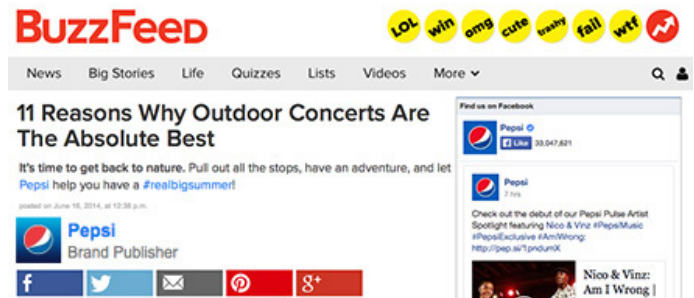 BuzzFeed
LOL win omg cute trashy fail wtf
News Big Stories Life Quizzes Lists Videos More
11 Reasons Why Outdoor Concerts Are
The Absolute Best
It's time to get back to nature. Pull out all the stops, have an adventure, and let
Pepsi help you have a #realbigsummer!
posted on June 16, 2014, at 12:38 p.m.
Pepsi
Brand Publisher
f
g+
Find us on Facebook
Pepsi
f Like 33,047,621
Pepsi
7 hrs
Check out the debut of our Pepsi Pulse Artist
Spotlight featuring Nico & Vinz #PepsiMusic
#PepsiExclusive #AmIWrong:
Nico & Vinz:
Am I Wrong |